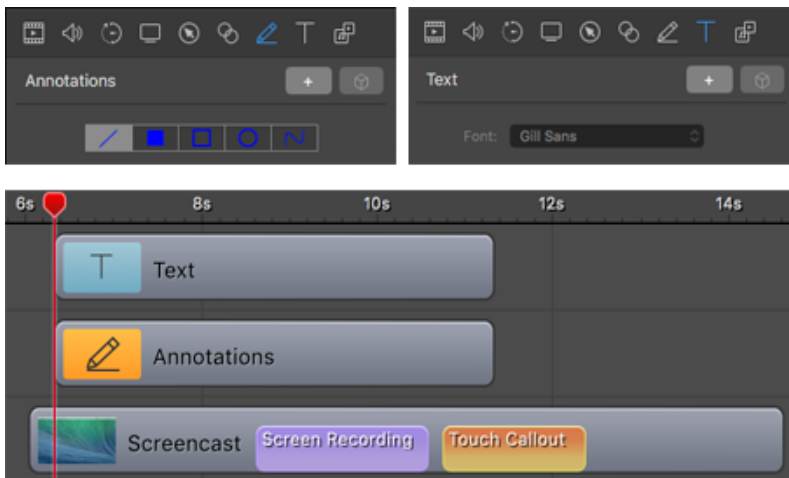 Annotations
+
Text
+
Font: Gill Sans
6s 8s 10s 12s 14s
T Text
Annotations
Screencast Screen Recording Touch Callout